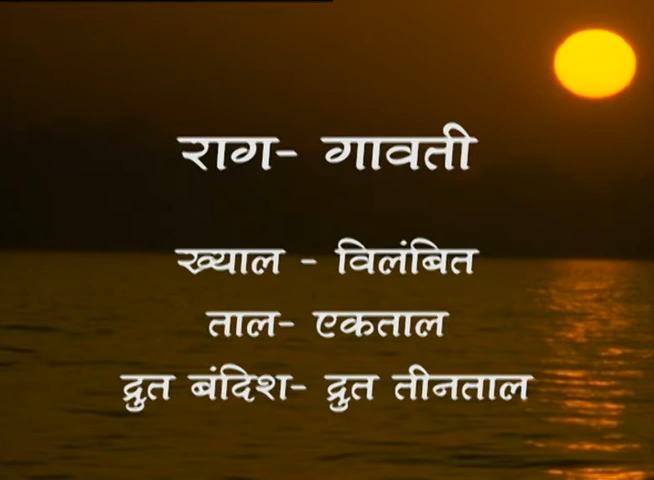 राग- गावती
ख्याल - विलंबित
ताल- एकताल
द्रुत बंदिश- द्रुत तीनताल